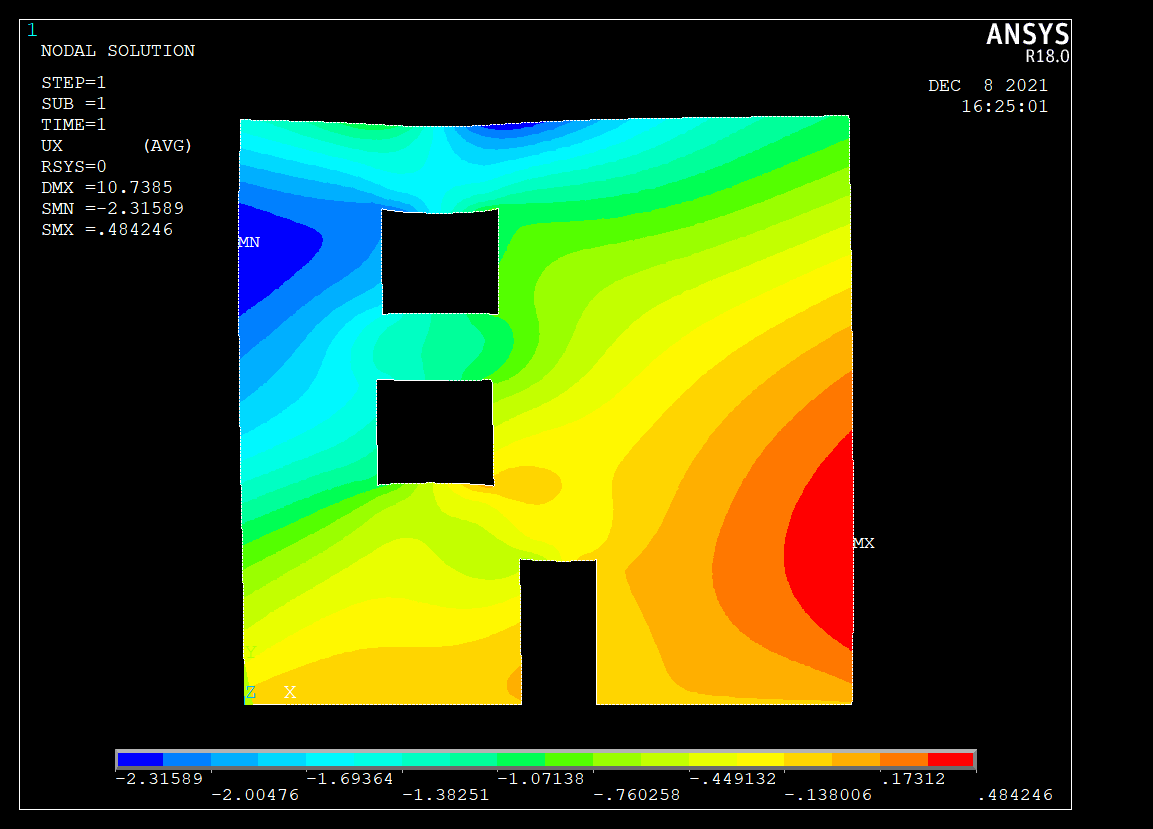 1
ANSYS
R18.0
NODAL SOLUTION
DEC 8 2021
16:25:01
STEP=1
SUB =1
TIME=1
UX (AVG)
RSYS=0
DMX =10.7385
SMN =-2.31589
SMX =.484246
MN
MX
Y
Z X
-2.31589 -1.69364 -1.07138 -.449132 .17312
-2.00476 -1.38251 -.760258 -.138006 .484246